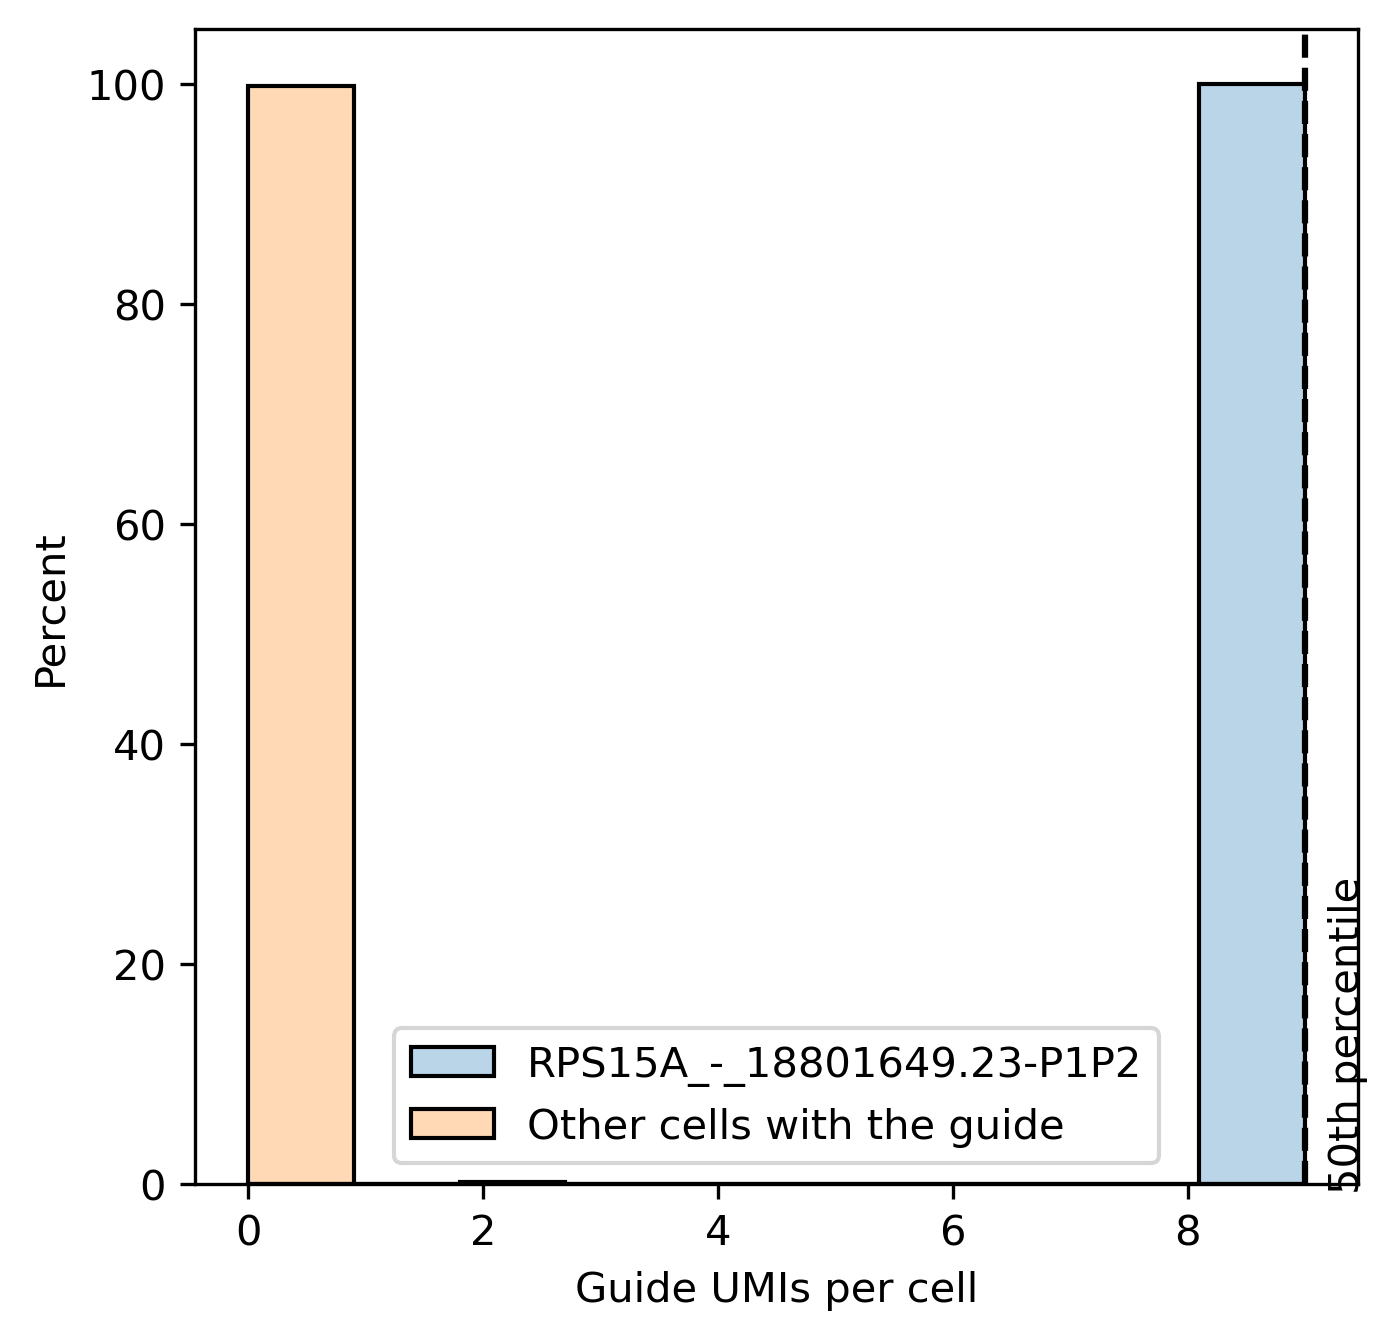 100
80
60
40
20
0
Percent
RPS15A_-_18801649.23-P1P2
Other cells with the guide
50th percentile
0 2 4 6 8
Guide UMIs per cell